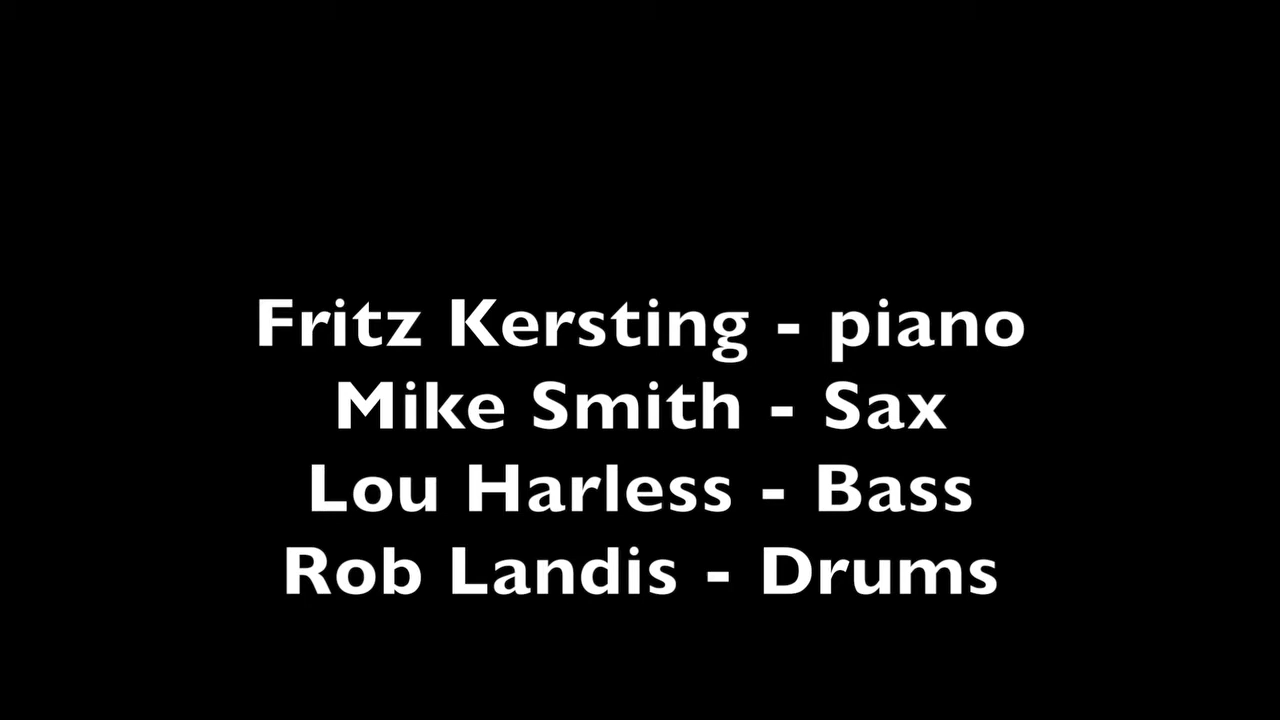 Fritz Kersting - piano
Mike Smith - Sax
Lou Harless - Bass
Rob Landis - Drums